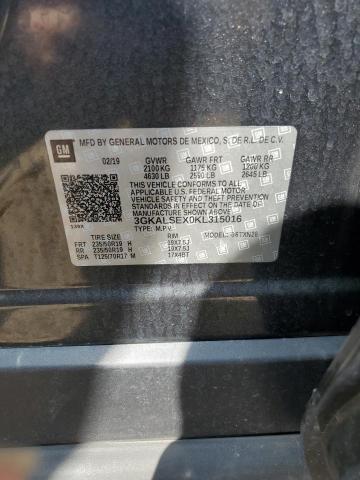 GM
MFD BY GENERAL MOTORS DE MEXICO, S. DE R.L. DE C.V.
02/19 GVWR GAWR FRT GAWR RR
2100 KG 1175 KG 1200 KG
4630 LB 2590 LB 2645 LB
THIS VEHICLE CONFORMS TO ALL APPLICABLE U.S. FEDERAL MOTOR VEHICLE SAFETY, BUMPER, AND THEFT PREVENTION STANDARDS IN EFFECT ON THE DATE OF MANUFACTURE SHOWN ABOVE.
3GKALSEX0KL315016
TYPE: M.P.V. MODEL:
TIRE SIZE RIM
FRT 235/50R19 H 19X7.5J
RR 235/50R19 H 19X7.5J
SPA T125/70R17 M 17X4BT